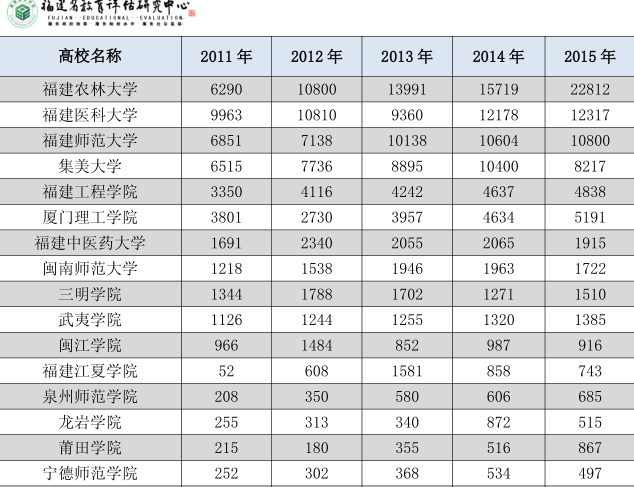 福建省教育评估研究中心
FUJIAN EDUCATIONAL EVALUATION
高校名称 2011 年 2012 年 2013 年 2014 年 2015 年
福建农林大学 6290 10800 13991 15719 22812
福建医科大学 9963 10810 9360 12178 12317
福建师范大学 6851 7138 10138 10604 10800
集美大学 6515 7736 8895 10400 8217
福建工程学院 3350 4116 4242 4637 4838
厦门理工学院 3801 2730 3957 4634 5191
福建中医药大学 1691 2340 2055 2065 1915
闽南师范大学 1218 1538 1946 1963 1722
三明学院 1344 1788 1702 1271 1510
武夷学院 1126 1244 1255 1320 1385
闽江学院 966 1484 852 987 916
福建江夏学院 52 608 1581 858 743
泉州师范学院 208 350 580 606 685
龙岩学院 255 313 340 872 515
莆田学院 215 180 355 516 867
宁德师范学院 252 302 368 534 497